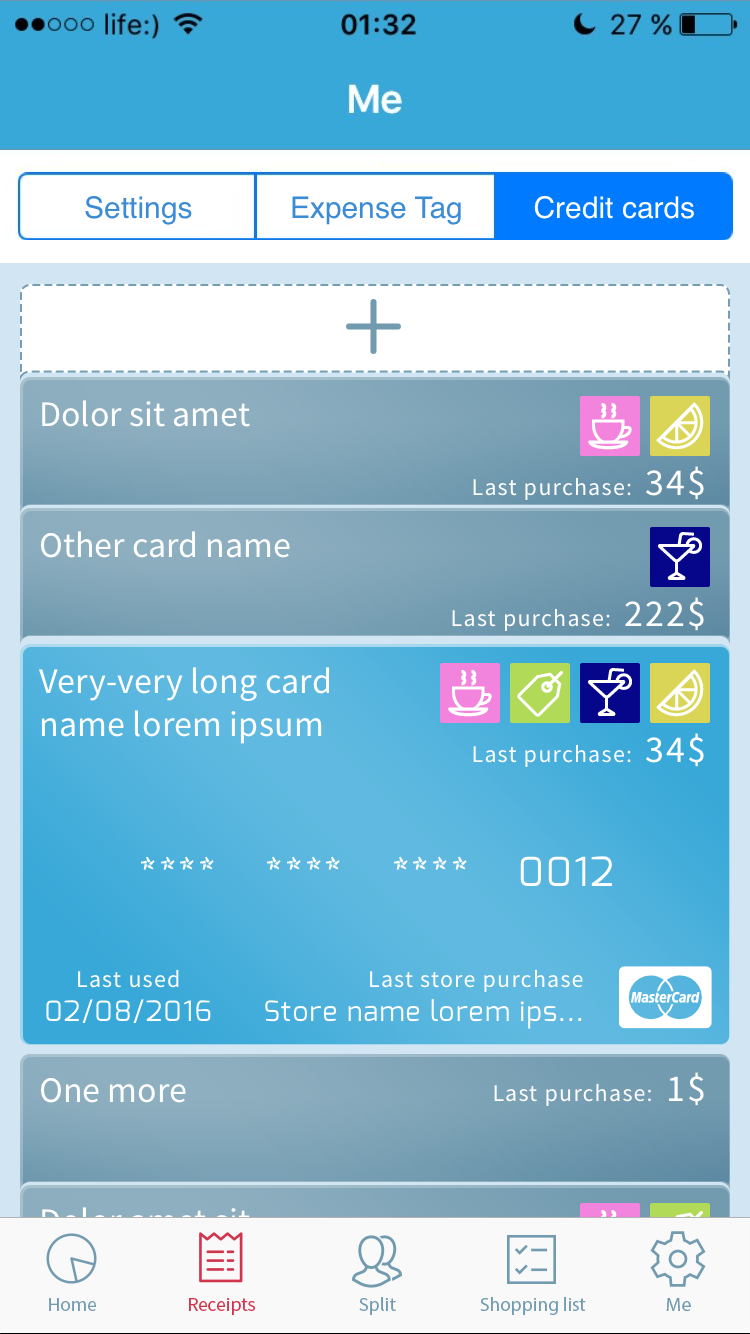 life:) 01:32 27 %
Me
Settings Expense Tag Credit cards
Dolor sit amet
Last purchase: 34$
Other card name
Last purchase: 222$
Very-very long card
name lorem ipsum
Last purchase: 34$
**** **** **** 0012
Last used Last store purchase
02/08/2016 Store name lorem ips...
MasterCard
One more Last purchase: 1$
Dolor amet sit
Home Receipts Split Shopping list Me